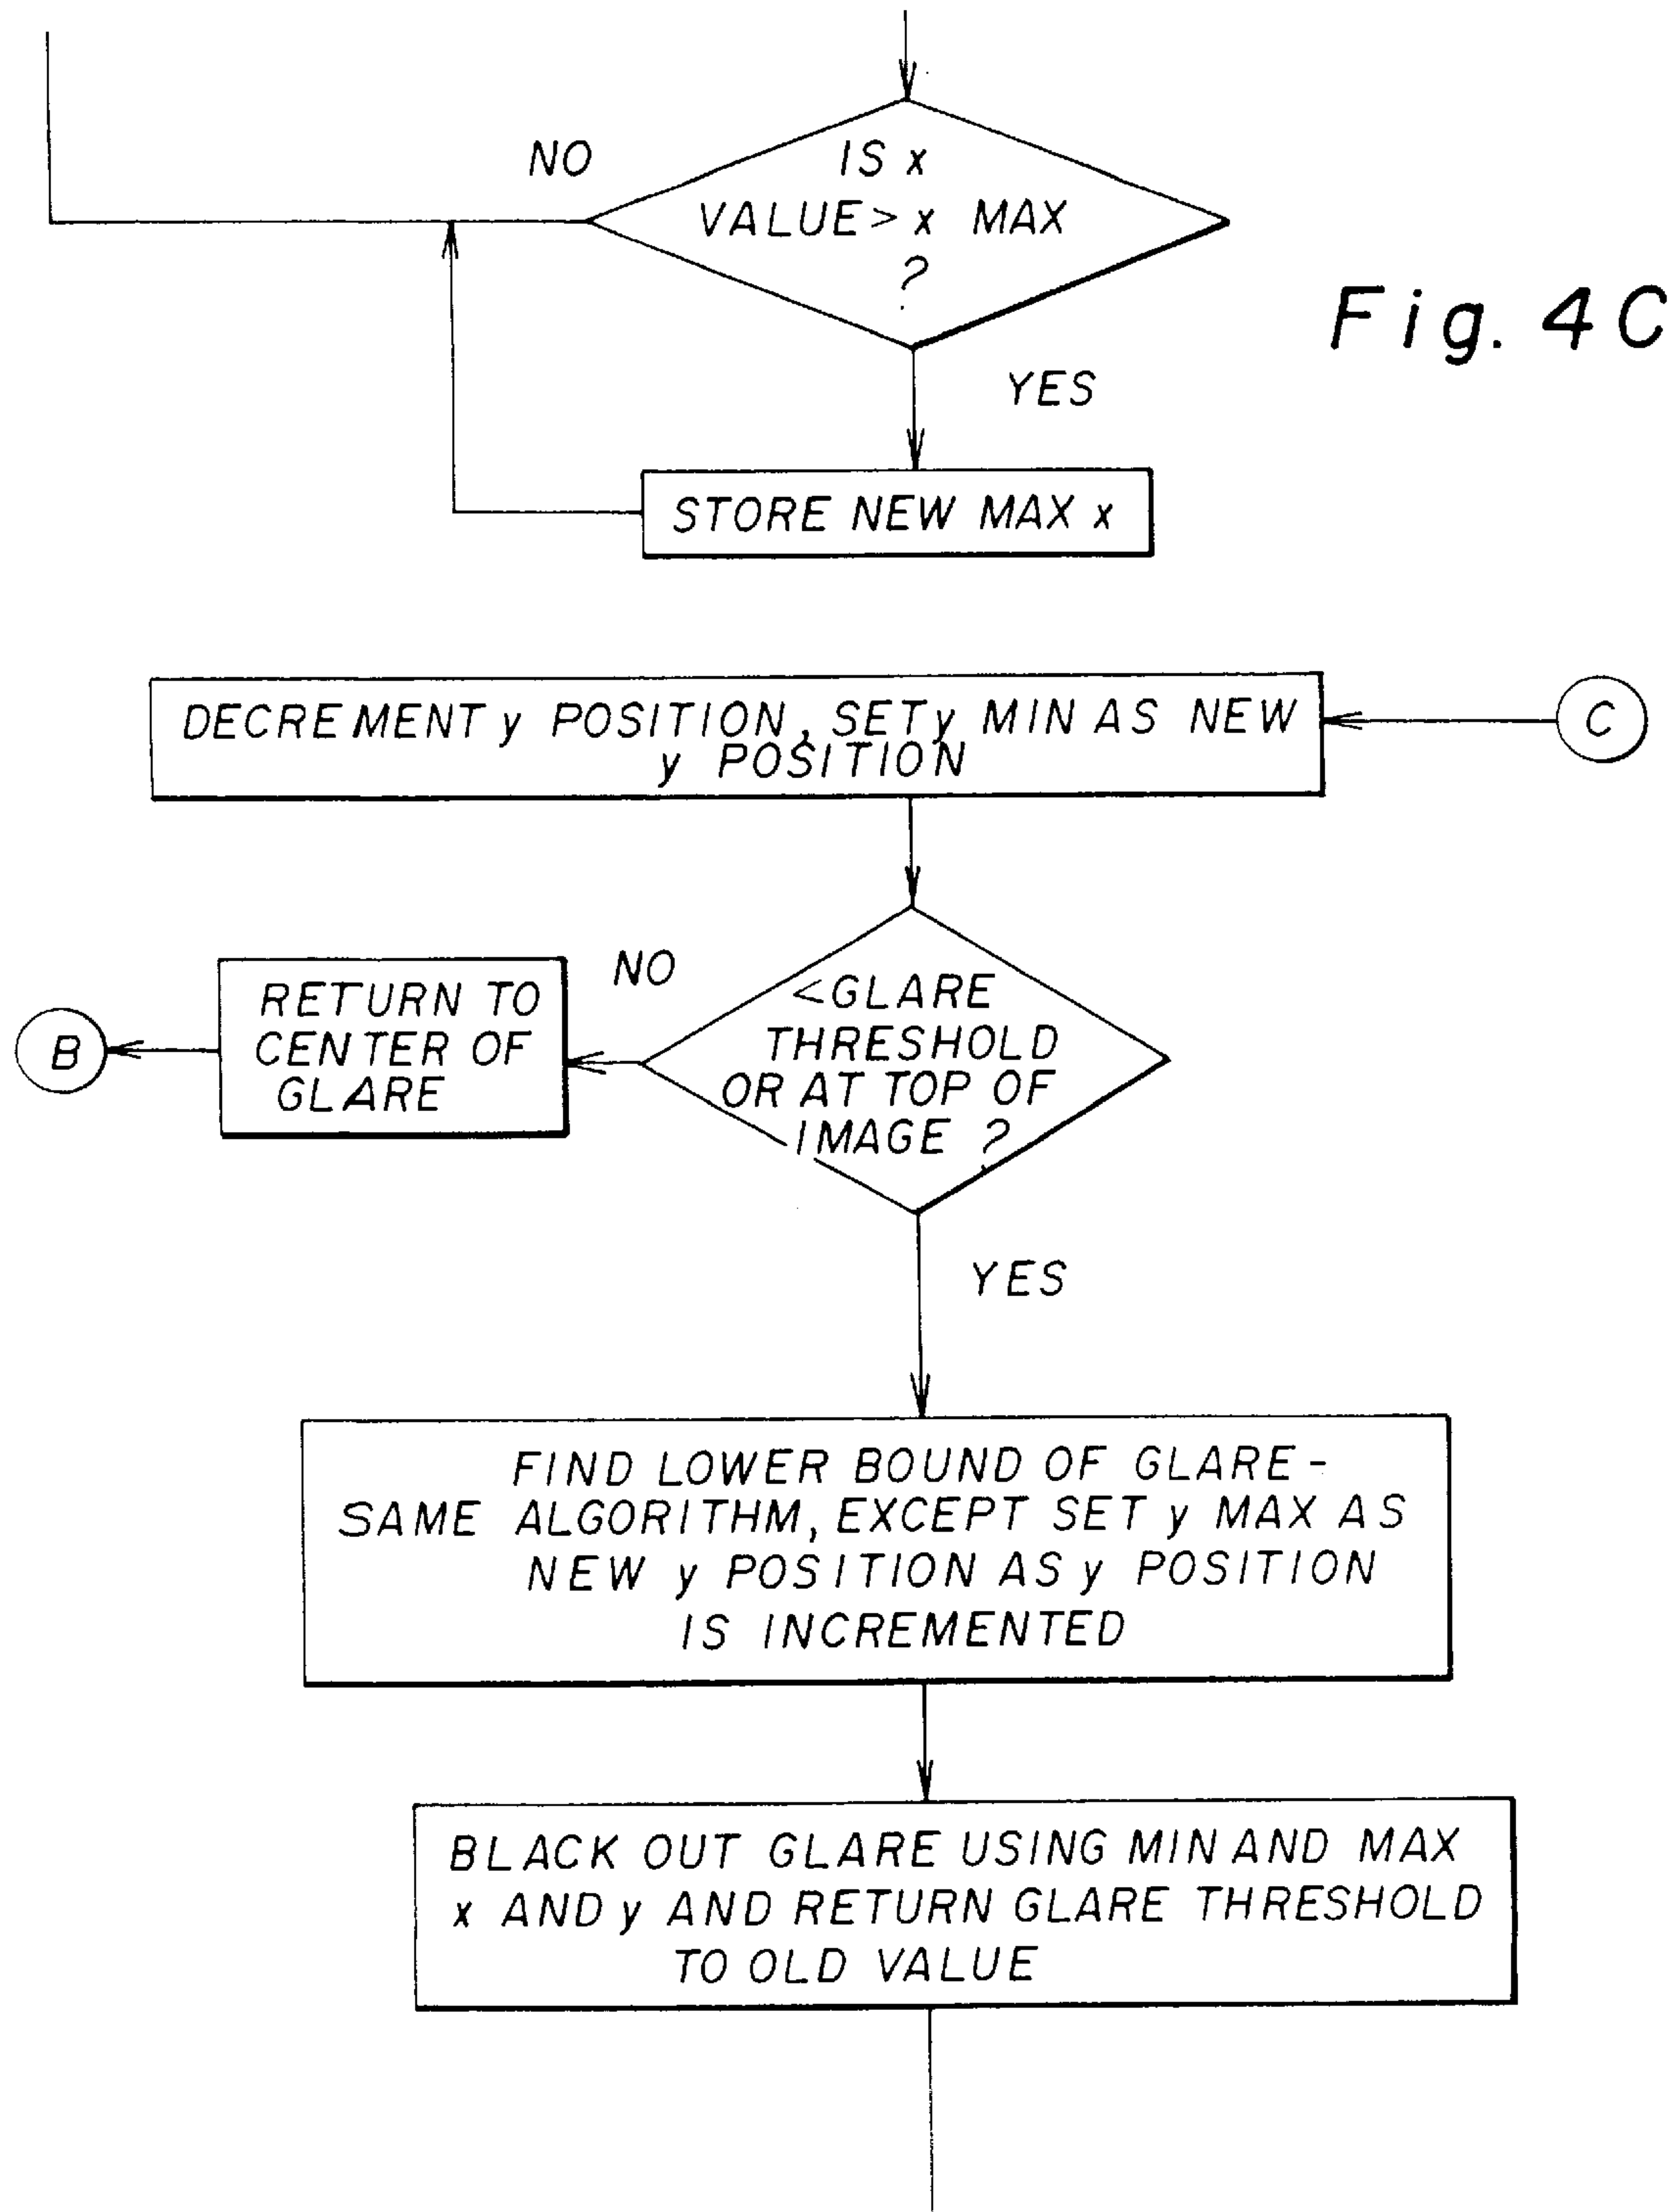 NO
IS x
VALUE > x MAX
?
Fig. 4C
YES
STORE NEW MAX x
DECREMENT y POSITION, SET y MIN AS NEW
y POSITION
C
NO
<GLARE
THRESHOLD
OR AT TOP OF
IMAGE ?
RETURN TO
CENTER OF
GLARE
B
YES
FIND LOWER BOUND OF GLARE -
SAME ALGORITHM, EXCEPT SET y MAX AS
NEW y POSITION AS y POSITION
IS INCREMENTED
BLACK OUT GLARE USING MIN AND MAX
x AND y AND RETURN GLARE THRESHOLD
TO OLD VALUE